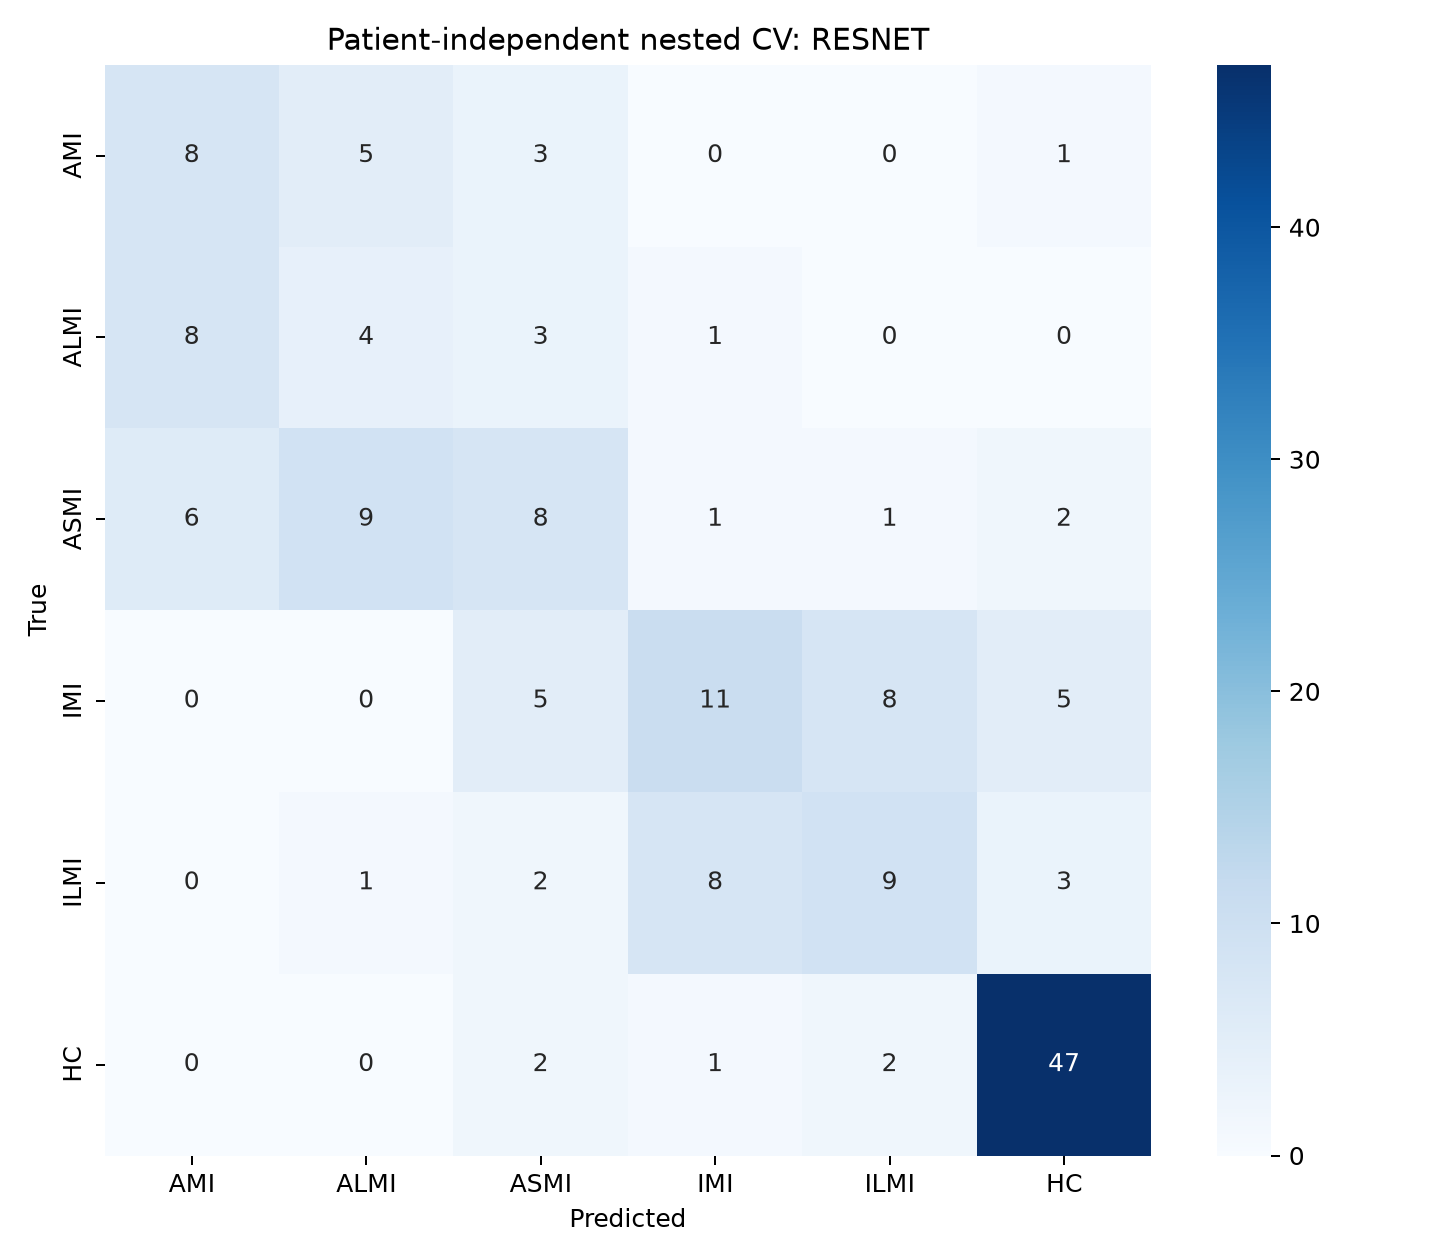 Patient-independent nested CV: RESNET
AMI 8 5 3 0 0 1
ALMI 8 4 3 1 0 0
ASMI 6 9 8 1 1 2
IMI 0 0 5 11 8 5
ILMI 0 1 2 8 9 3
HC 0 0 2 1 2 47
True
AMI ALMI ASMI IMI ILMI HC
Predicted
40
30
20
10
0